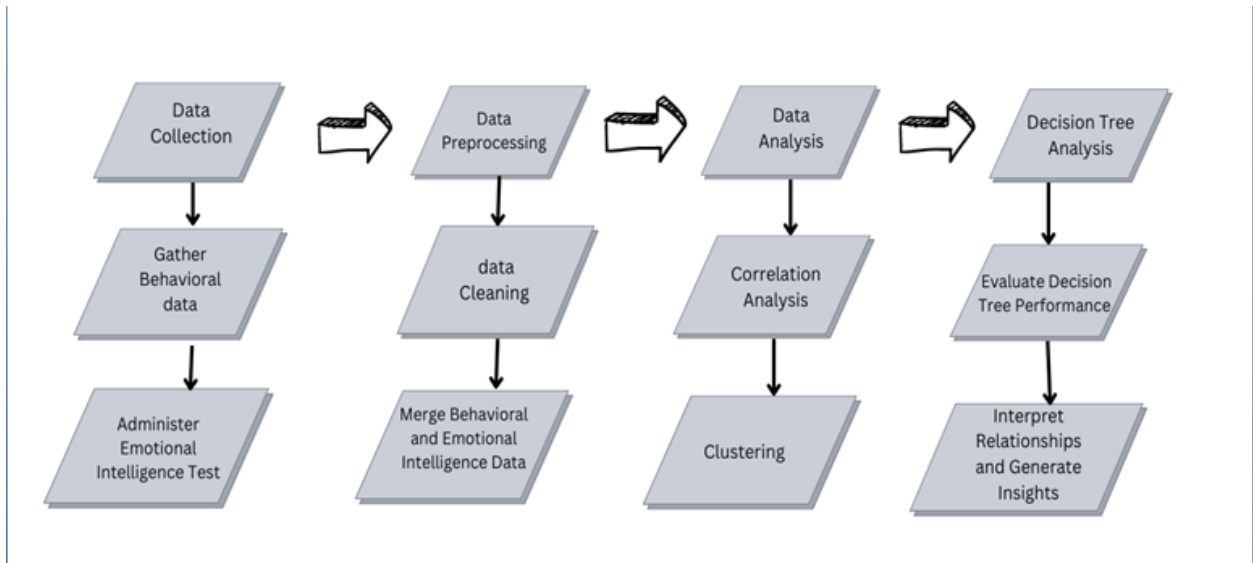 Data
Collection
Data
Preprocessing
Data
Analysis
Decision Tree
Analysis
Gather
Behavioral
data
data
Cleaning
Correlation
Analysis
Evaluate Decision
Tree Performance
Administer
Emotional
Intelligence Test
Merge Behavioral
and Emotional
Intelligence Data
Clustering
Interpret
Relationships
and Generate
Insights